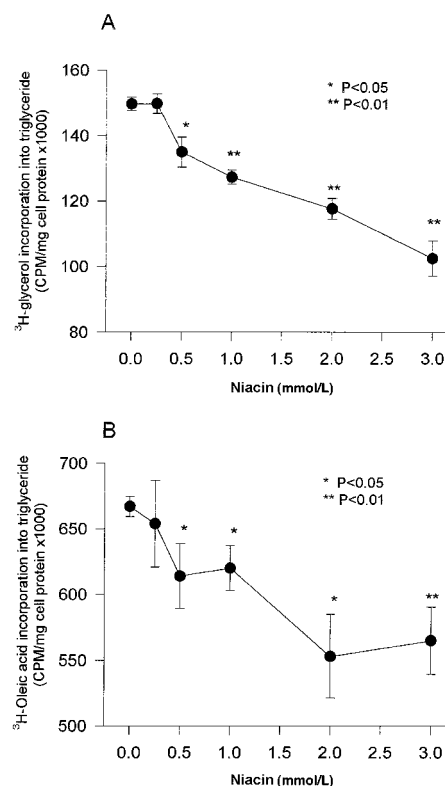 A
³H-glycerol incorporation into triglyceride
(CPM/mg cell protein x1000)
160
140
120
100
80
* P<0.05
** P<0.01
*
**
**
**
0.0 0.5 1.0 1.5 2.0 2.5 3.0
Niacin (mmol/L)
B
³H-Oleic acid incorporation into triglyceride
(CPM/mg cell protein x1000)
700
650
600
550
500
* P<0.05
** P<0.01
*
*
*
**
0.0 0.5 1.0 1.5 2.0 2.5 3.0
Niacin (mmol/L)